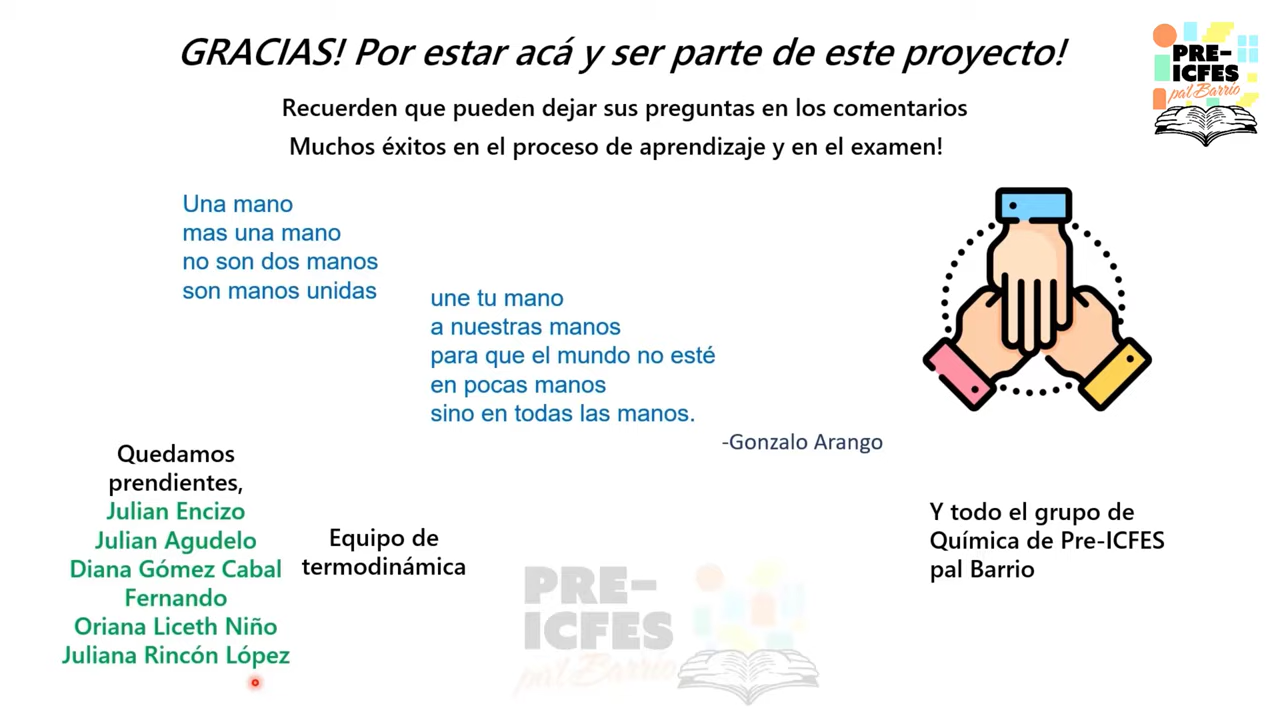 GRACIAS! Por estar acá y ser parte de este proyecto!
PRE-
ICFES
pal Barrio
Recuerden que pueden dejar sus preguntas en los comentarios
Muchos éxitos en el proceso de aprendizaje y en el examen!
Una mano
mas una mano
no son dos manos
son manos unidas
une tu mano
a nuestras manos
para que el mundo no esté
en pocas manos
sino en todas las manos.
-Gonzalo Arango
Quedamos
prendientes,
Julian Encizo
Julian Agudelo
Diana Gómez Cabal
Fernando
Oriana Liceth Niño
Juliana Rincón López
Equipo de
termodinámica
Y todo el grupo de
Química de Pre-ICFES
pal Barrio
PRE-
ICFES
pal Barrio